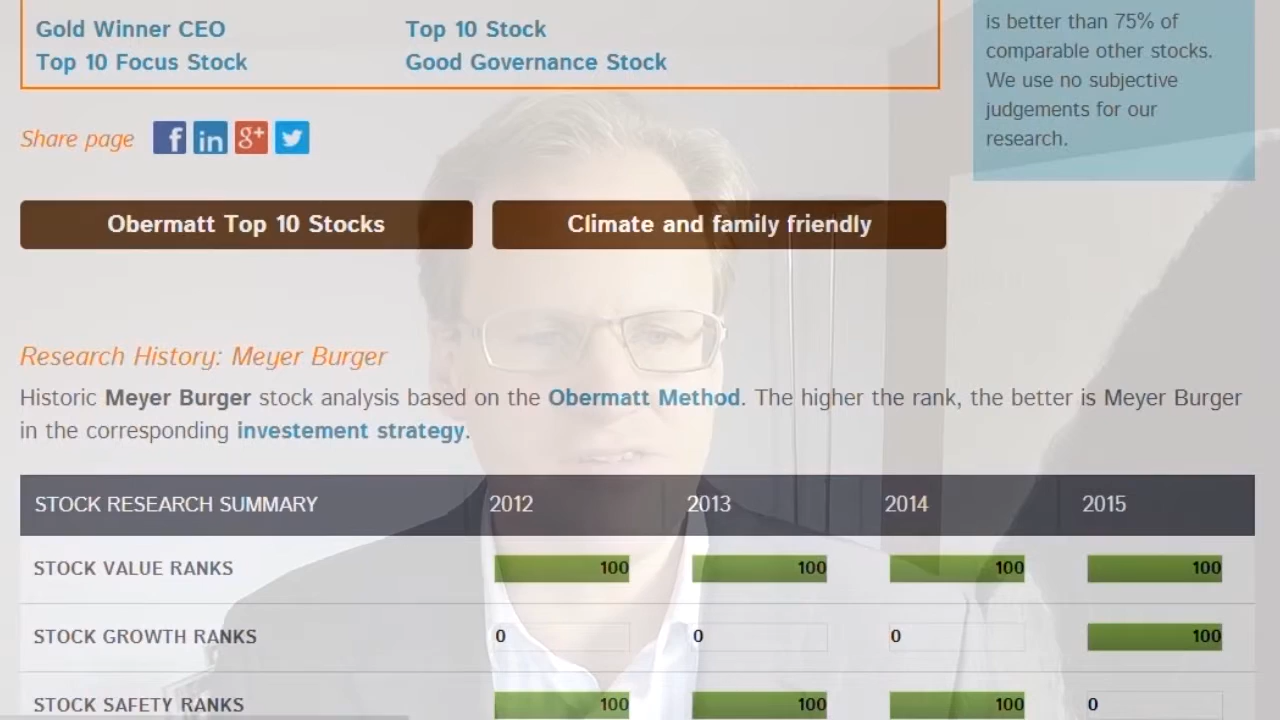 Gold Winner CEO Top 10 Stock
Top 10 Focus Stock Good Governance Stock
is better than 75% of
comparable other stocks.
We use no subjective
judgements for our
research.
Share page f in g+
Obermatt Top 10 Stocks Climate and family friendly
Research History: Meyer Burger
Historic Meyer Burger stock analysis based on the Obermatt Method. The higher the rank, the better is Meyer Burger
in the corresponding investement strategy.
STOCK RESEARCH SUMMARY 2012 2013 2014 2015
STOCK VALUE RANKS 100 100 100 100
STOCK GROWTH RANKS 0 0 0 100
STOCK SAFETY RANKS 100 100 100 0